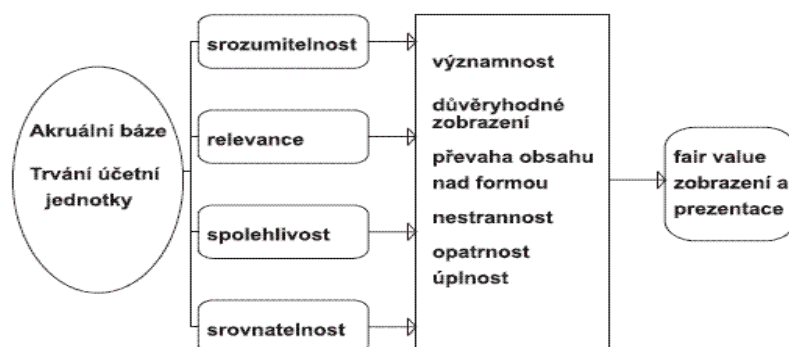 Akruální báze
Trvání účetní
jednotky
srozumitelnost
relevance
spolehlivost
srovnatelnost
významnost
důvěryhodné
zobrazení
převaha obsahu
nad formou
nestrannost
opatrnost
úplnost
fair value
zobrazení a
prezentace